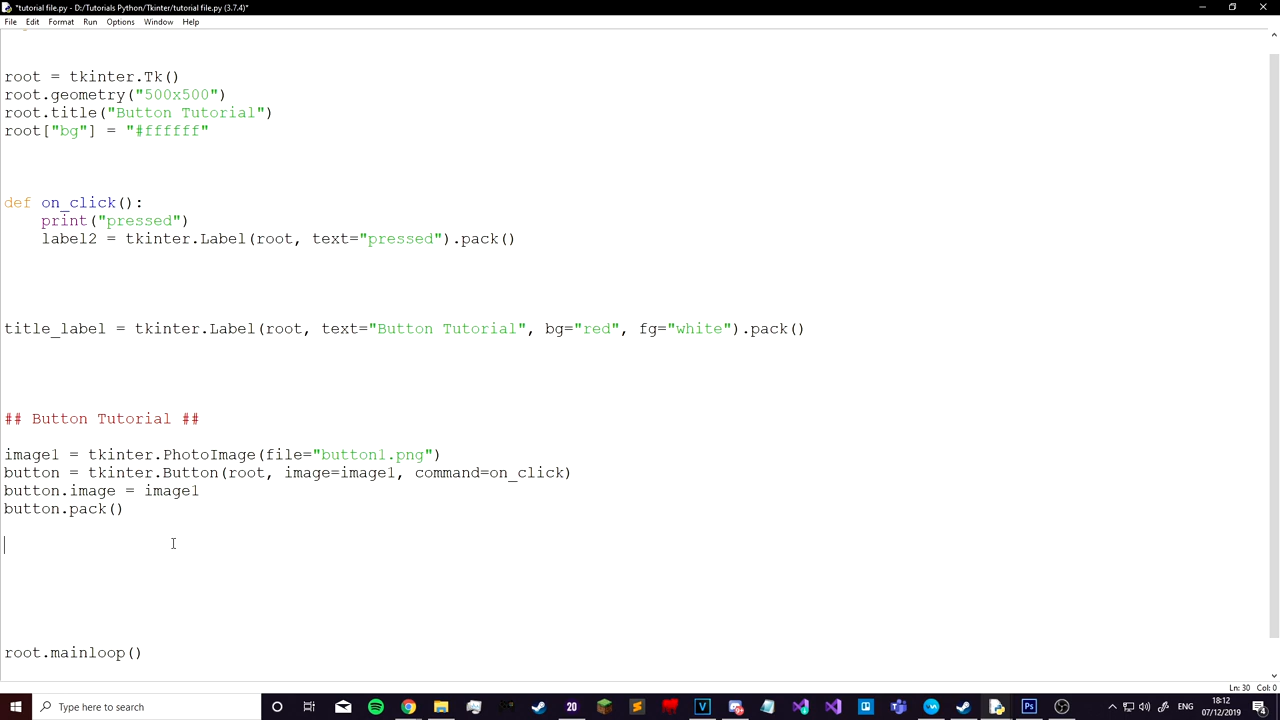 *tutorial file.py - D:/Tutorials Python/Tkinter/tutorial file.py (3.7.4)*
File Edit Format Run Options Window Help
root = tkinter.Tk()
root.geometry("500x500")
root.title("Button Tutorial")
root["bg"] = "#ffffff"
def on_click():
    print("pressed")
    label2 = tkinter.Label(root, text="pressed").pack()
title_label = tkinter.Label(root, text="Button Tutorial", bg="red", fg="white").pack()
## Button Tutorial ##
image1 = tkinter.PhotoImage(file="button1.png")
button = tkinter.Button(root, image=image1, command=on_click)
button.image = image1
button.pack()
root.mainloop()
Ln: 30 Col: 0
Type here to search
20
ENG
18:12
07/12/2019